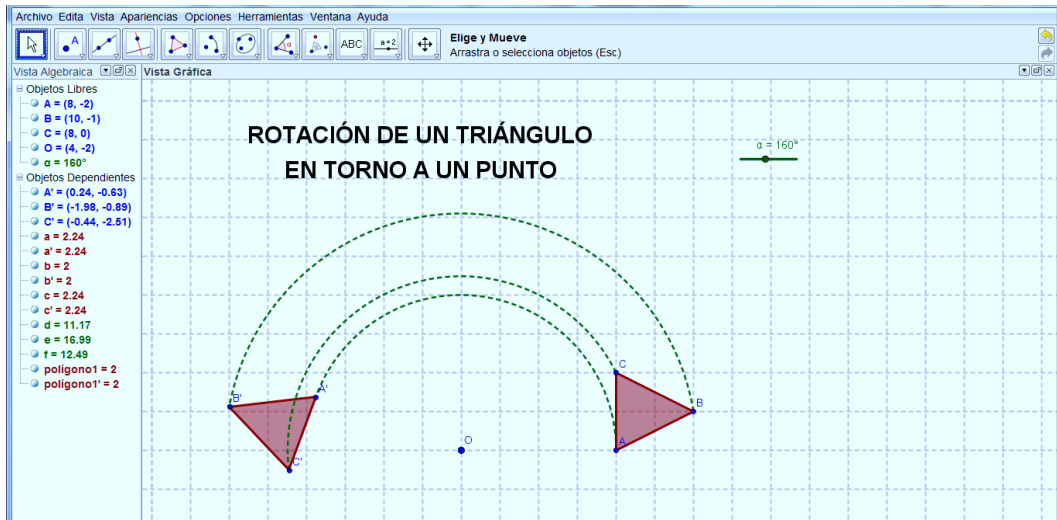 Archivo Edita Vista Apariencias Opciones Herramientas Ventana Ayuda
A
α
ABC
a=2
Elige y Mueve
Arrastra o selecciona objetos (Esc)
Vista Algebraica
Vista Gráfica
Objetos Libres
A = (8, -2)
B = (10, -1)
C = (8, 0)
O = (4, -2)
α = 160°
Objetos Dependientes
A' = (0.24, -0.63)
B' = (-1.98, -0.89)
C' = (-0.44, -2.51)
a = 2.24
a' = 2.24
b = 2
b' = 2
c = 2.24
c' = 2.24
d = 11.17
e = 16.99
f = 12.49
polígono1 = 2
polígono1' = 2
ROTACIÓN DE UN TRIÁNGULO
EN TORNO A UN PUNTO
α = 160°
C
B'
A'
B
O
A
C'